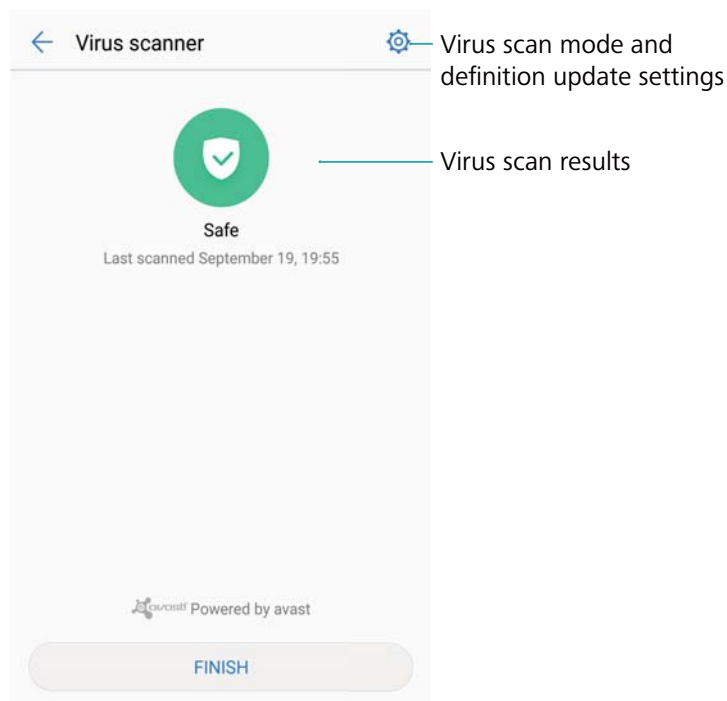 Virus scanner
Virus scan mode and
definition update settings
Virus scan results
Safe
Last scanned September 19, 19:55
avast! Powered by avast
FINISH